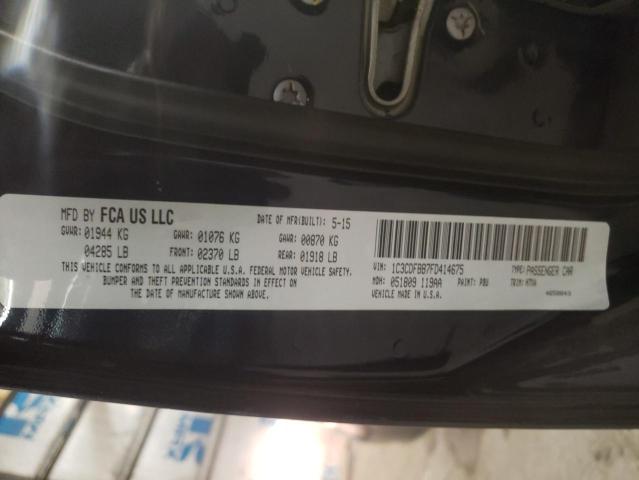 MFD BY FCA US LLC DATE OF MFR(BUILT): 5-15
GVWR: 01944 KG GAWR: 01076 KG GAWR: 00870 KG
04285 LB FRONT: 02370 LB REAR: 01918 LB
THIS VEHICLE CONFORMS TO ALL APPLICABLE U.S.A. FEDERAL MOTOR VEHICLE SAFETY,
BUMPER AND THEFT PREVENTION STANDARDS IN EFFECT ON
THE DATE OF MANUFACTURE SHOWN ABOVE.
VIN: 1C3CDFBB7FD414675 TYPE: PASSENGER CAR
MDH: 051809 119AA PAINT: PBU
VEHICLE MADE IN U.S.A.